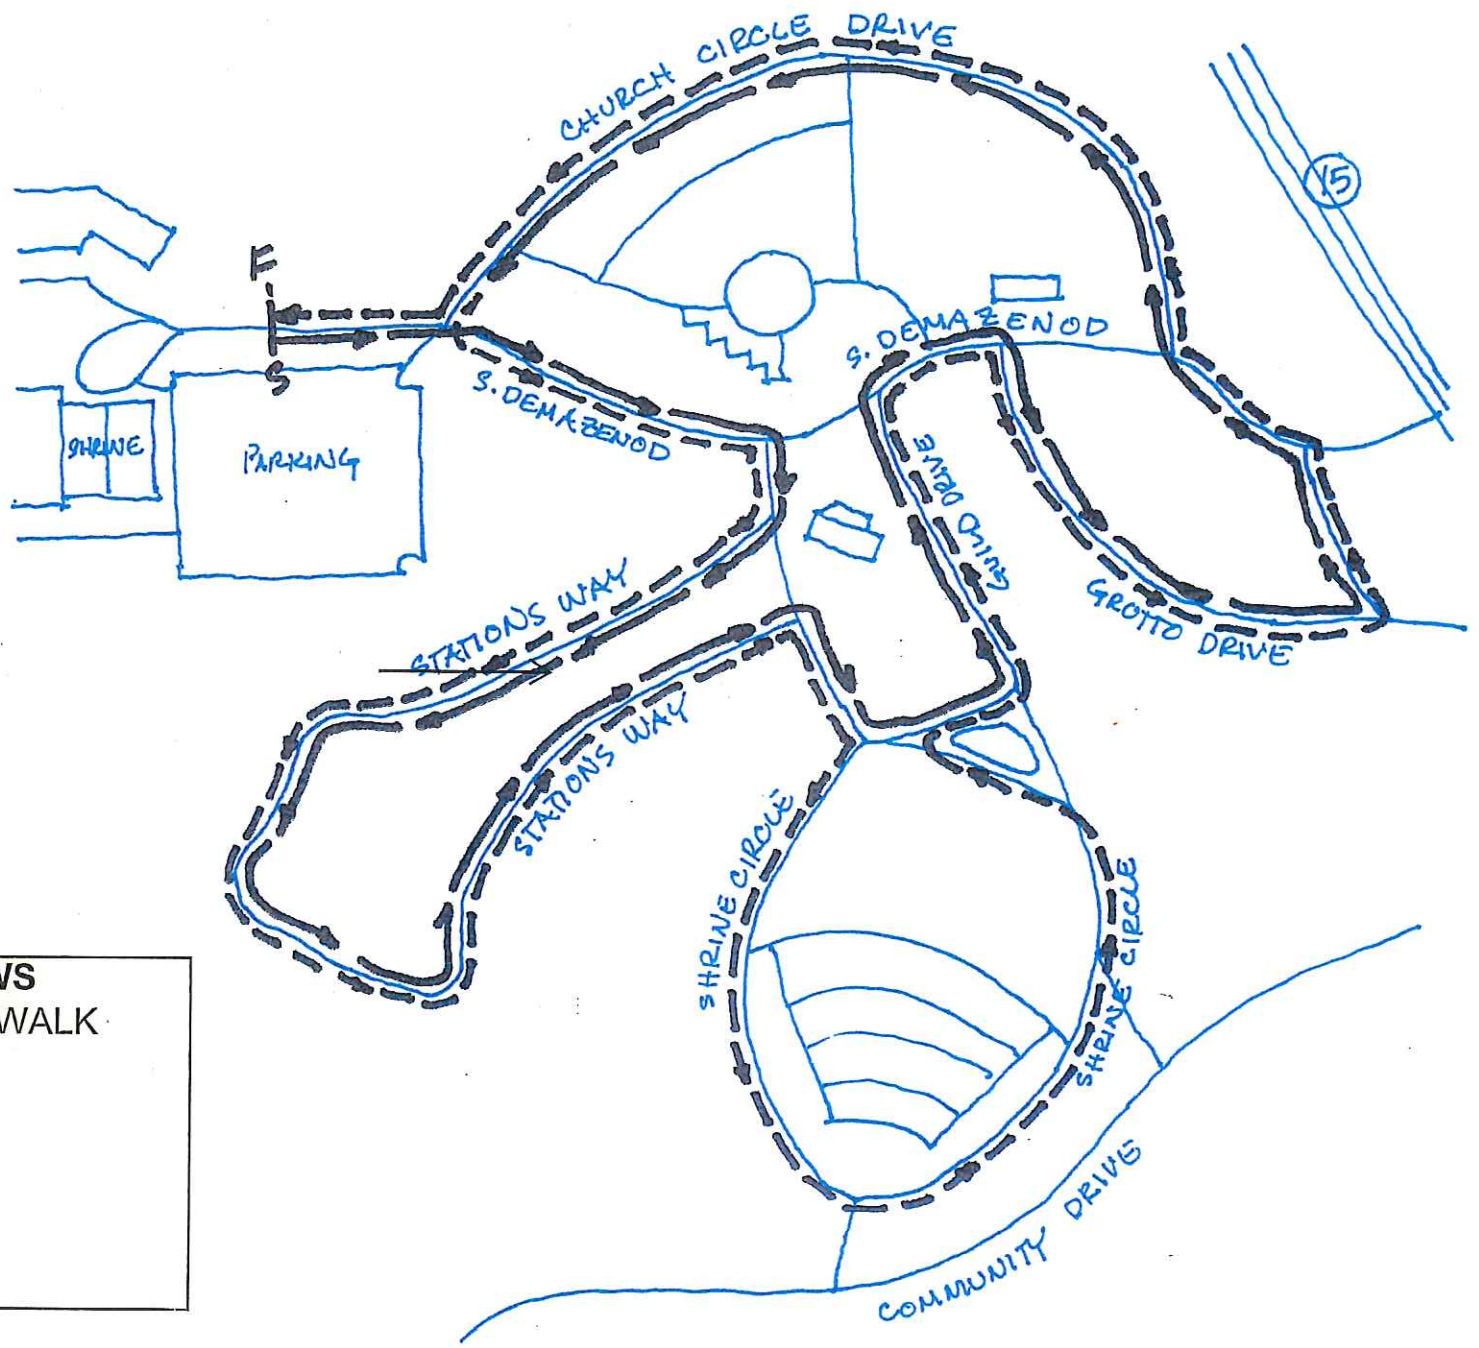 CHURCH CIRCLE DRIVE
15
F
S
S. DEMAZENOD
S. DEMAZENOD
SHRINE
PARKING
GUIAD DRIVE
STATIONS WAY
GROTTO DRIVE
STATIONS WAY
SHRINE CIRCLE
SHRINE CIRCLE
WS
WALK
COMMUNITY DRIVE